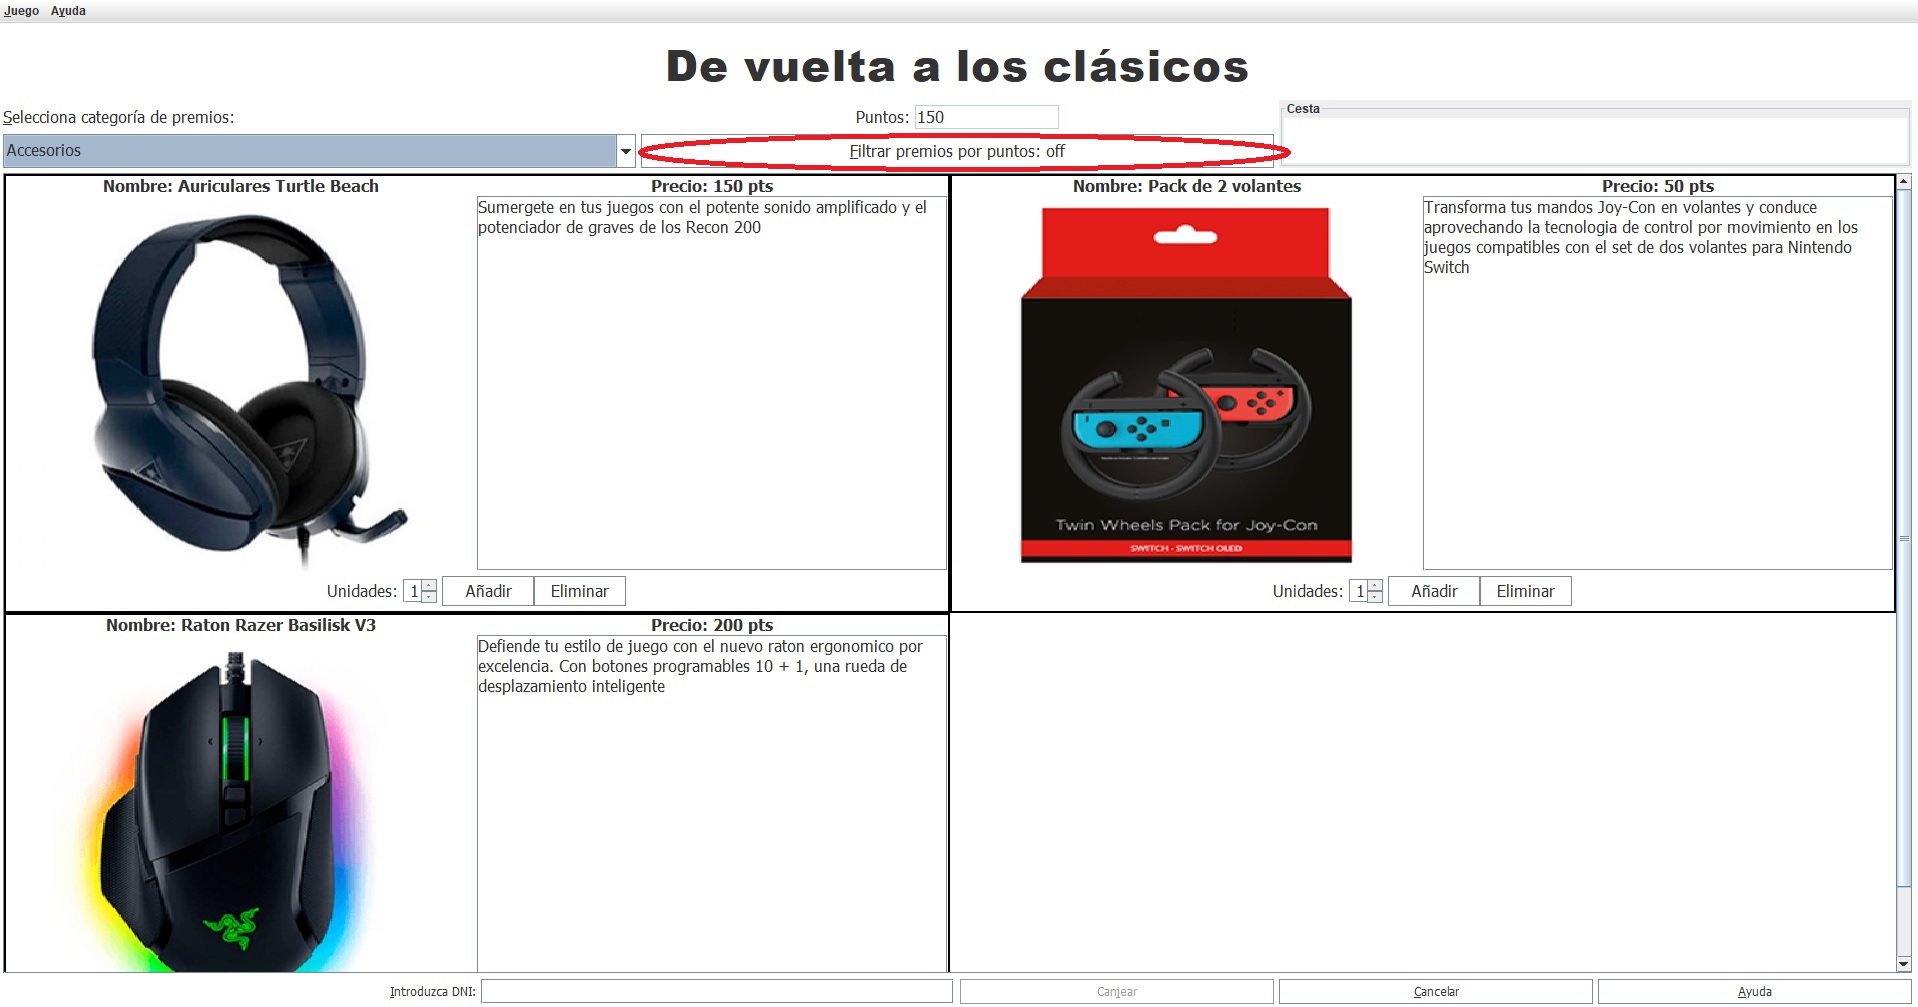 Juego Ayuda
De vuelta a los clásicos
Selecciona categoría de premios:
Puntos: 150
Cesta
Accesorios
Filtrar premios por puntos: off
Nombre: Auriculares Turtle Beach
Precio: 150 pts
Sumergete en tus juegos con el potente sonido amplificado y el
potenciador de graves de los Recon 200
Unidades: 1 Añadir Eliminar
Nombre: Pack de 2 volantes
Precio: 50 pts
Transforma tus mandos Joy-Con en volantes y conduce
aprovechando la tecnologia de control por movimiento en los
juegos compatibles con el set de dos volantes para Nintendo
Switch
Twin Wheels Pack for Joy-Con
SWITCH - SWITCH OLED
Unidades: 1 Añadir Eliminar
Nombre: Raton Razer Basilisk V3
Precio: 200 pts
Defiende tu estilo de juego con el nuevo raton ergonomico por
excelencia. Con botones programables 10 + 1, una rueda de
desplazamiento inteligente
Introduzca DNI:
Canjear
Cancelar
Ayuda